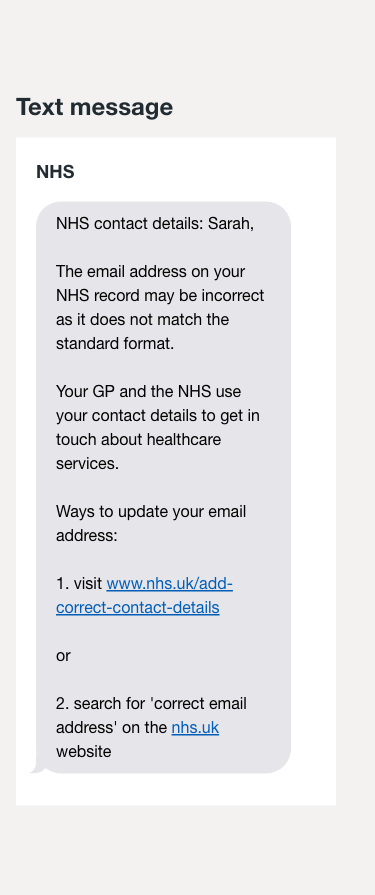 Text message
NHS
NHS contact details: Sarah,
The email address on your
NHS record may be incorrect
as it does not match the
standard format.
Your GP and the NHS use
your contact details to get in
touch about healthcare
services.
Ways to update your email
address:
1. visit www.nhs.uk/add-
correct-contact-details
or
2. search for 'correct email
address' on the nhs.uk
website